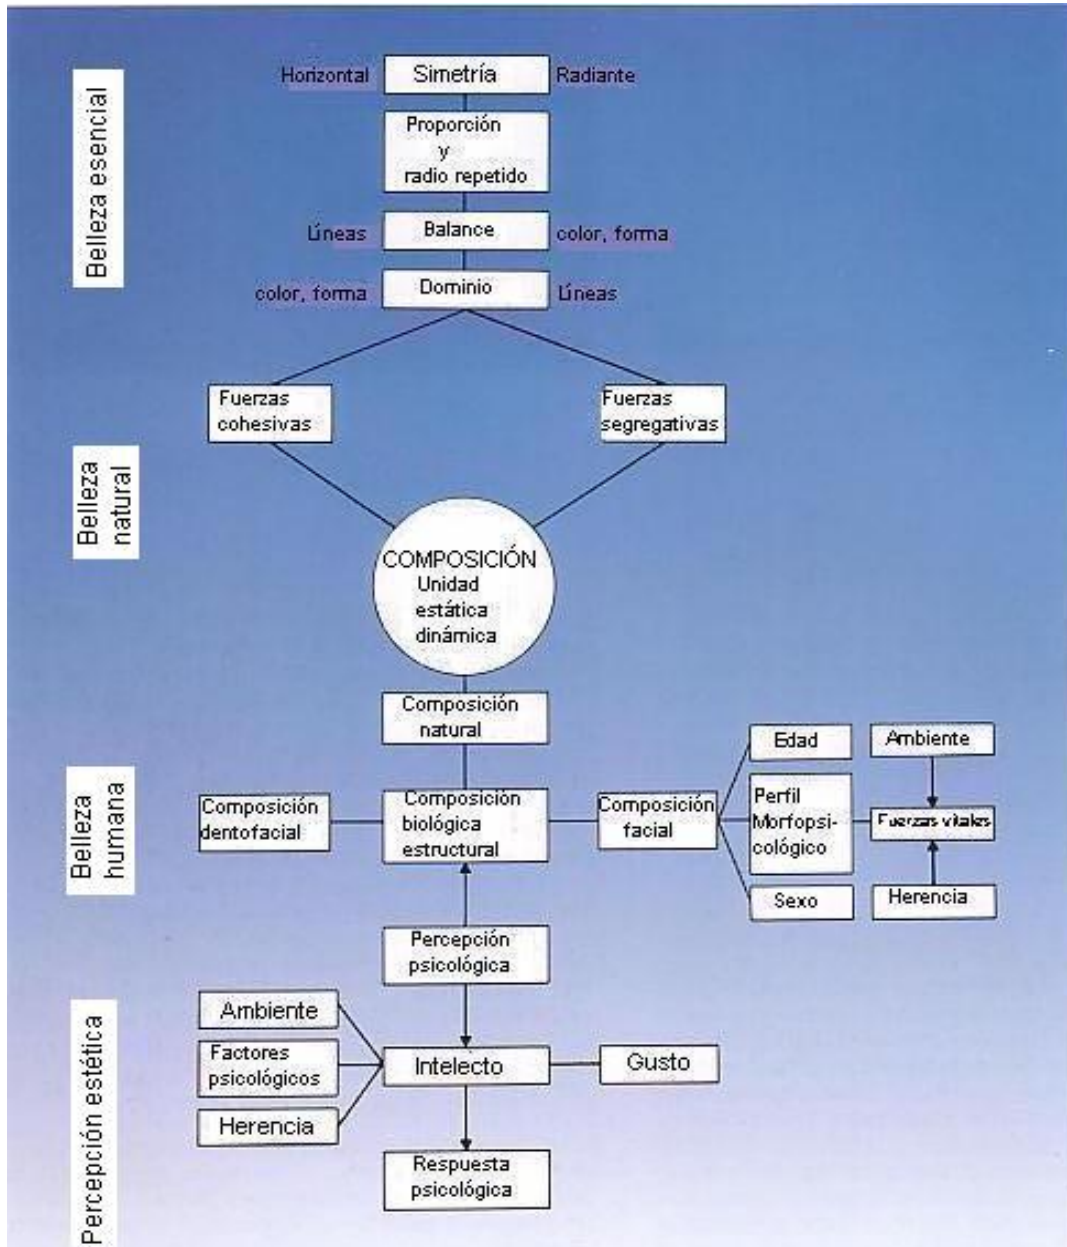 Belleza esencial
Horizontal
Simetría
Radiante
Proporción
y
radio repetido
Líneas
Balance
color, forma
color, forma
Dominio
Líneas
Fuerzas
cohesivas
Fuerzas
segregativas
Belleza
natural
COMPOSICIÓN
Unidad
estática
dinámica
Composición
natural
Belleza
humana
Composición
dentofacial
Composición
biológica
estructural
Composición
facial
Edad
Perfil
Morfopsi-
cológico
Sexo
Ambiente
Fuerzas vitales
Herencia
Percepción
psicológica
Percepción estética
Ambiente
Factores
psicológicos
Herencia
Intelecto
Gusto
Respuesta
psicológica